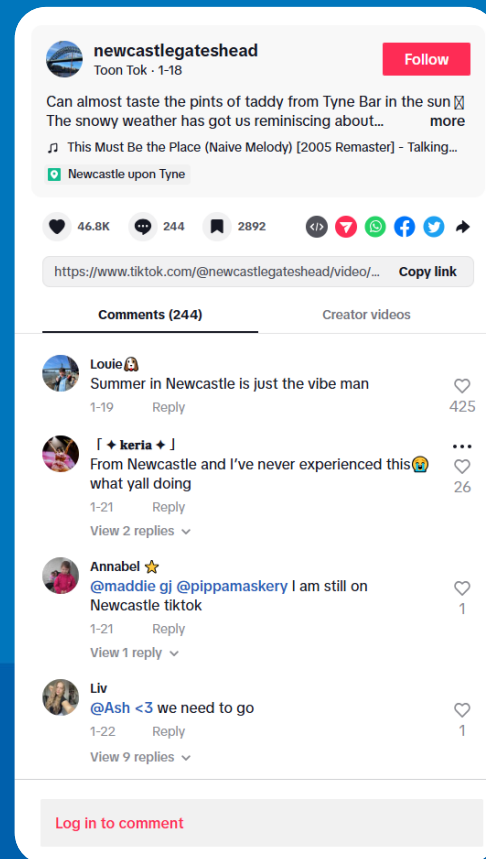 newcastlegateshead
Toon Tok · 1-18
Follow
Can almost taste the pints of taddy from Tyne Bar in the sun
The snowy weather has got us reminiscing about... more
This Must Be the Place (Naive Melody) [2005 Remaster] - Talking...
Newcastle upon Tyne
46.8K 244 2892
https://www.tiktok.com/@newcastlegateshead/video/... Copy link
Comments (244) Creator videos
Louie
Summer in Newcastle is just the vibe man
1-19 Reply
425
「 ✦ keria ✦ 」
From Newcastle and I've never experienced this😭
what yall doing
1-21 Reply
26
View 2 replies
Annabel ⭐
@maddie gj @pippamaskery I am still on
Newcastle tiktok
1-21 Reply
1
View 1 reply
Liv
@Ash <3 we need to go
1-22 Reply
1
View 9 replies
Log in to comment